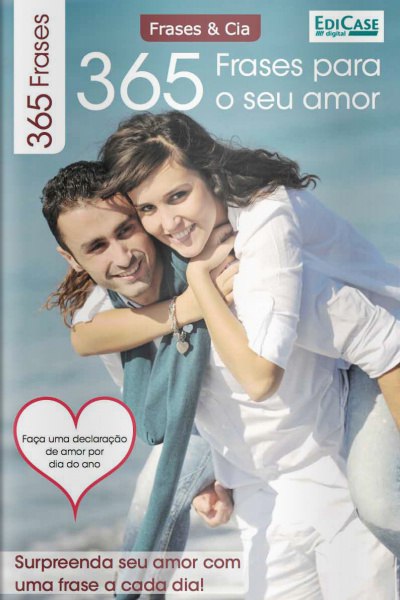 365 Frases
Frases & Cia
EDICASE
digital
365 Frases para
o seu amor
Faça uma declaração
de amor por
dia do ano
Surpreenda seu amor com
uma frase a cada dia!